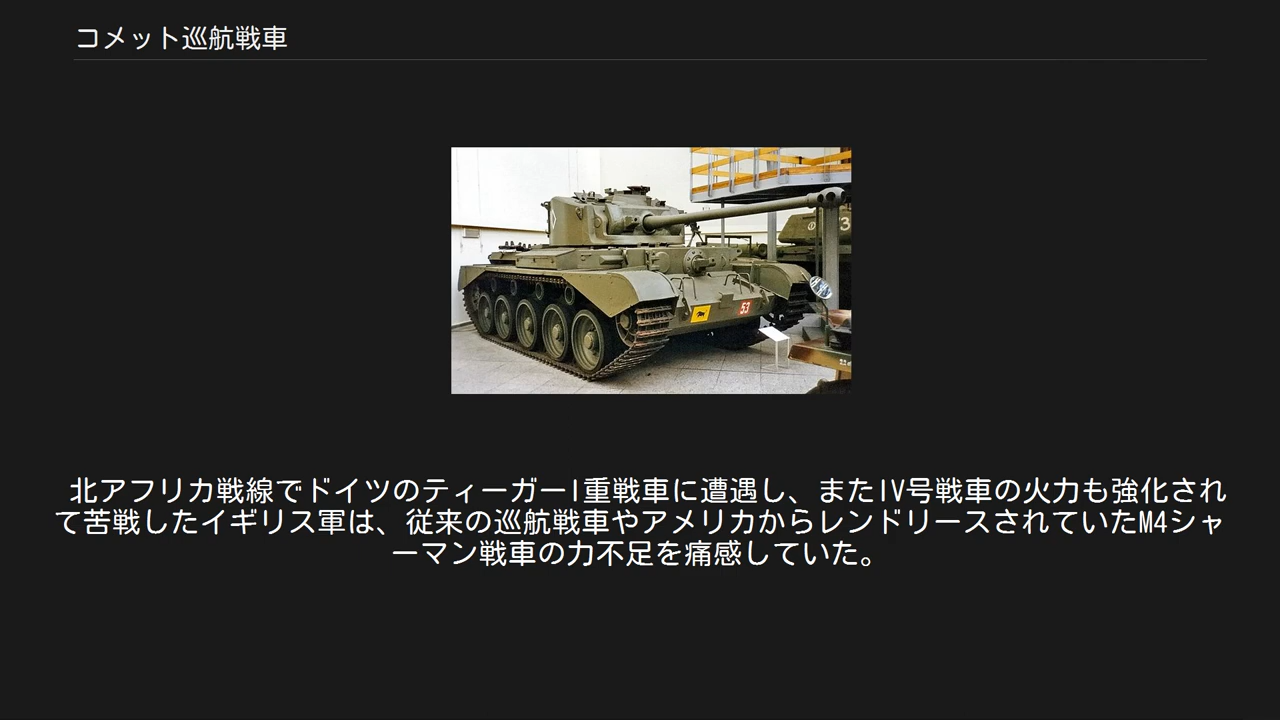 コメット巡航戦車
53
3
北アフリカ戦線でドイツのティーガーI重戦車に遭遇し、またIV号戦車の火力も強化され
て苦戦したイギリス軍は、従来の巡航戦車やアメリカからレンドリースされていたM4シャ
ーマン戦車の力不足を痛感していた。